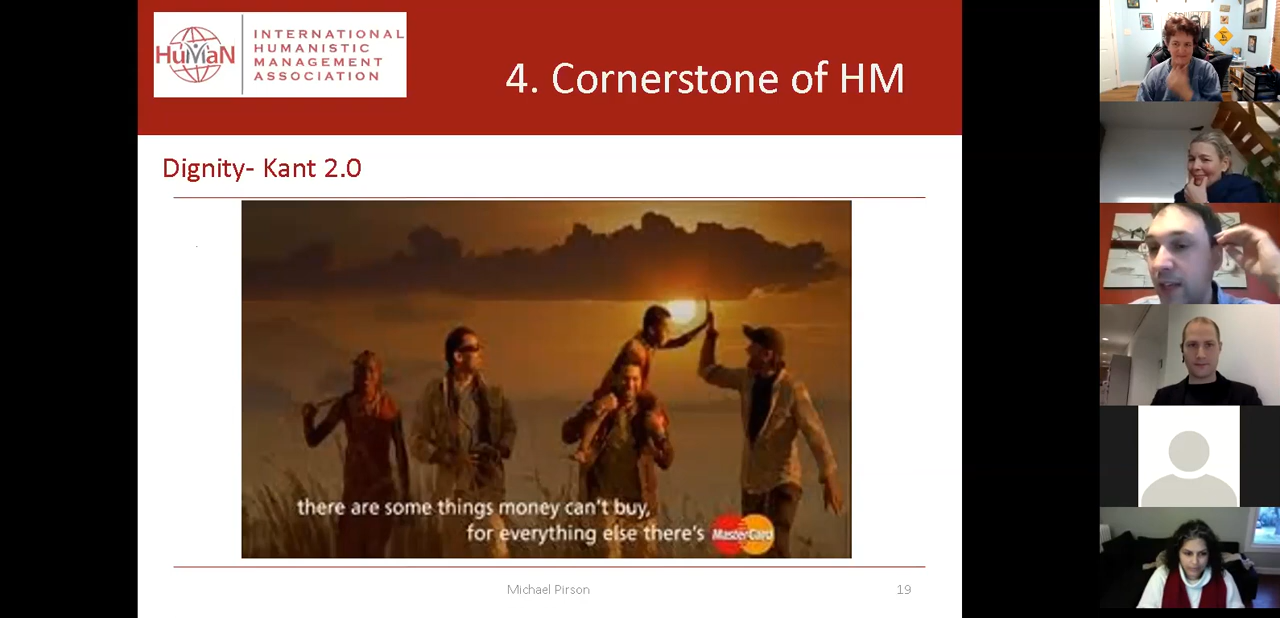 HuMaN
INTERNATIONAL
HUMANISTIC
MANAGEMENT
ASSOCIATION
4. Cornerstone of HM
Dignity- Kant 2.0
there are some things money can't buy,
for everything else there's MasterCard
Michael Pirson
19